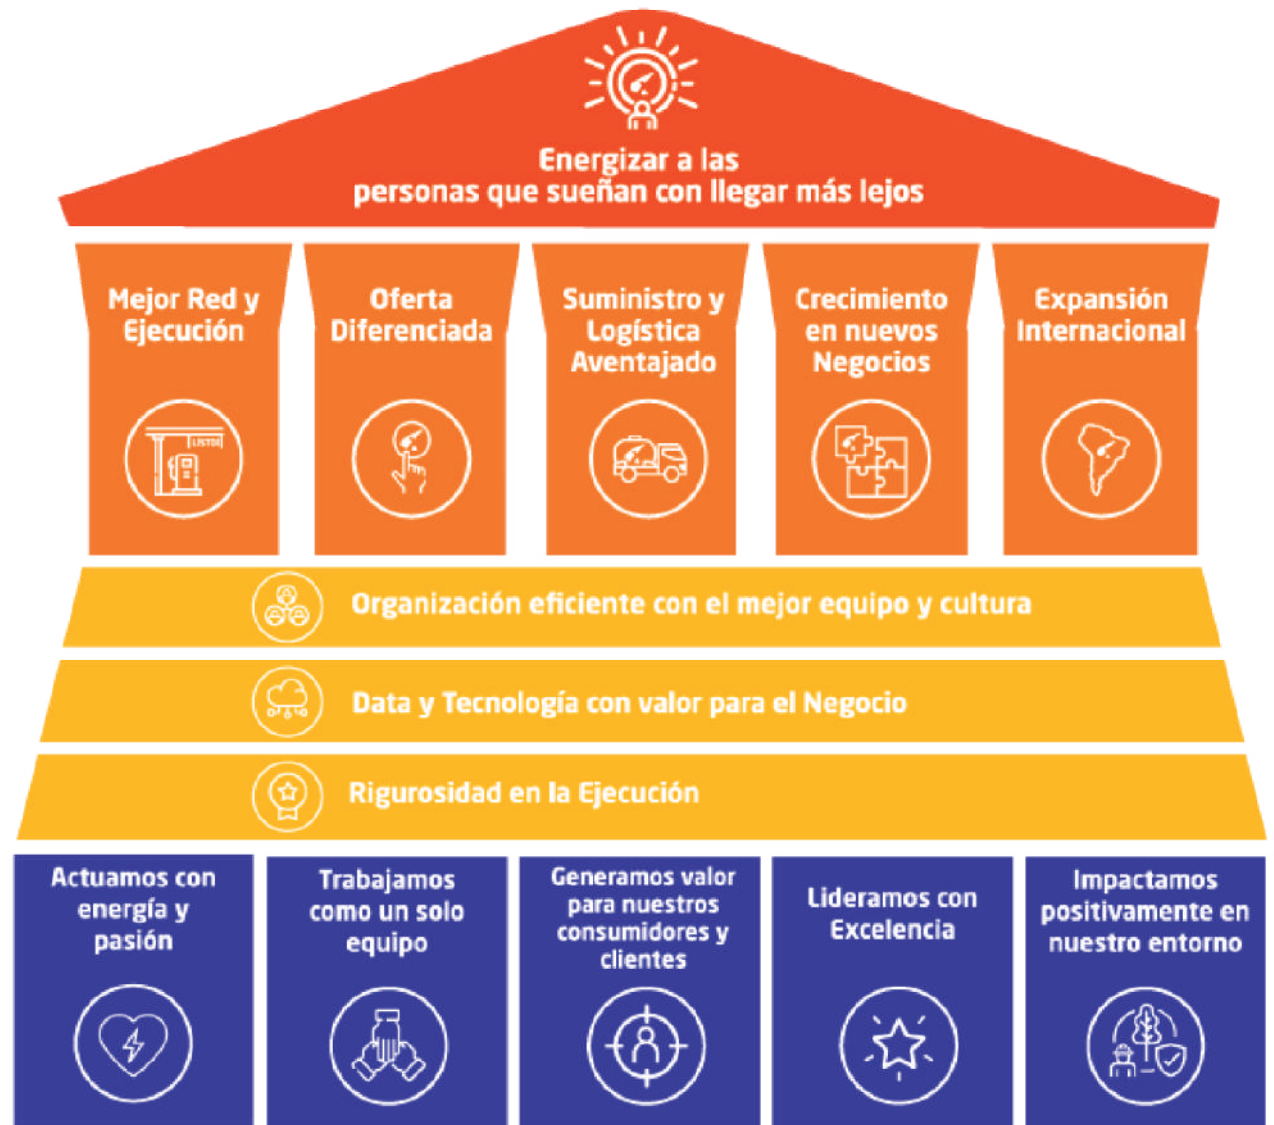 Energizar a las
personas que sueñan con llegar más lejos
Mejor Red y
Ejecución
LISTO!
Oferta
Diferenciada
Suministro y
Logística
Aventajado
Crecimiento
en nuevos
Negocios
Expansión
Internacional
Organización eficiente con el mejor equipo y cultura
Data y Tecnología con valor para el Negocio
Rigurosidad en la Ejecución
Actuamos con
energía y
pasión
Trabajamos
como un solo
equipo
Generamos valor
para nuestros
consumidores y
clientes
Lideramos con
Excelencia
Impactamos
positivamente en
nuestro entorno